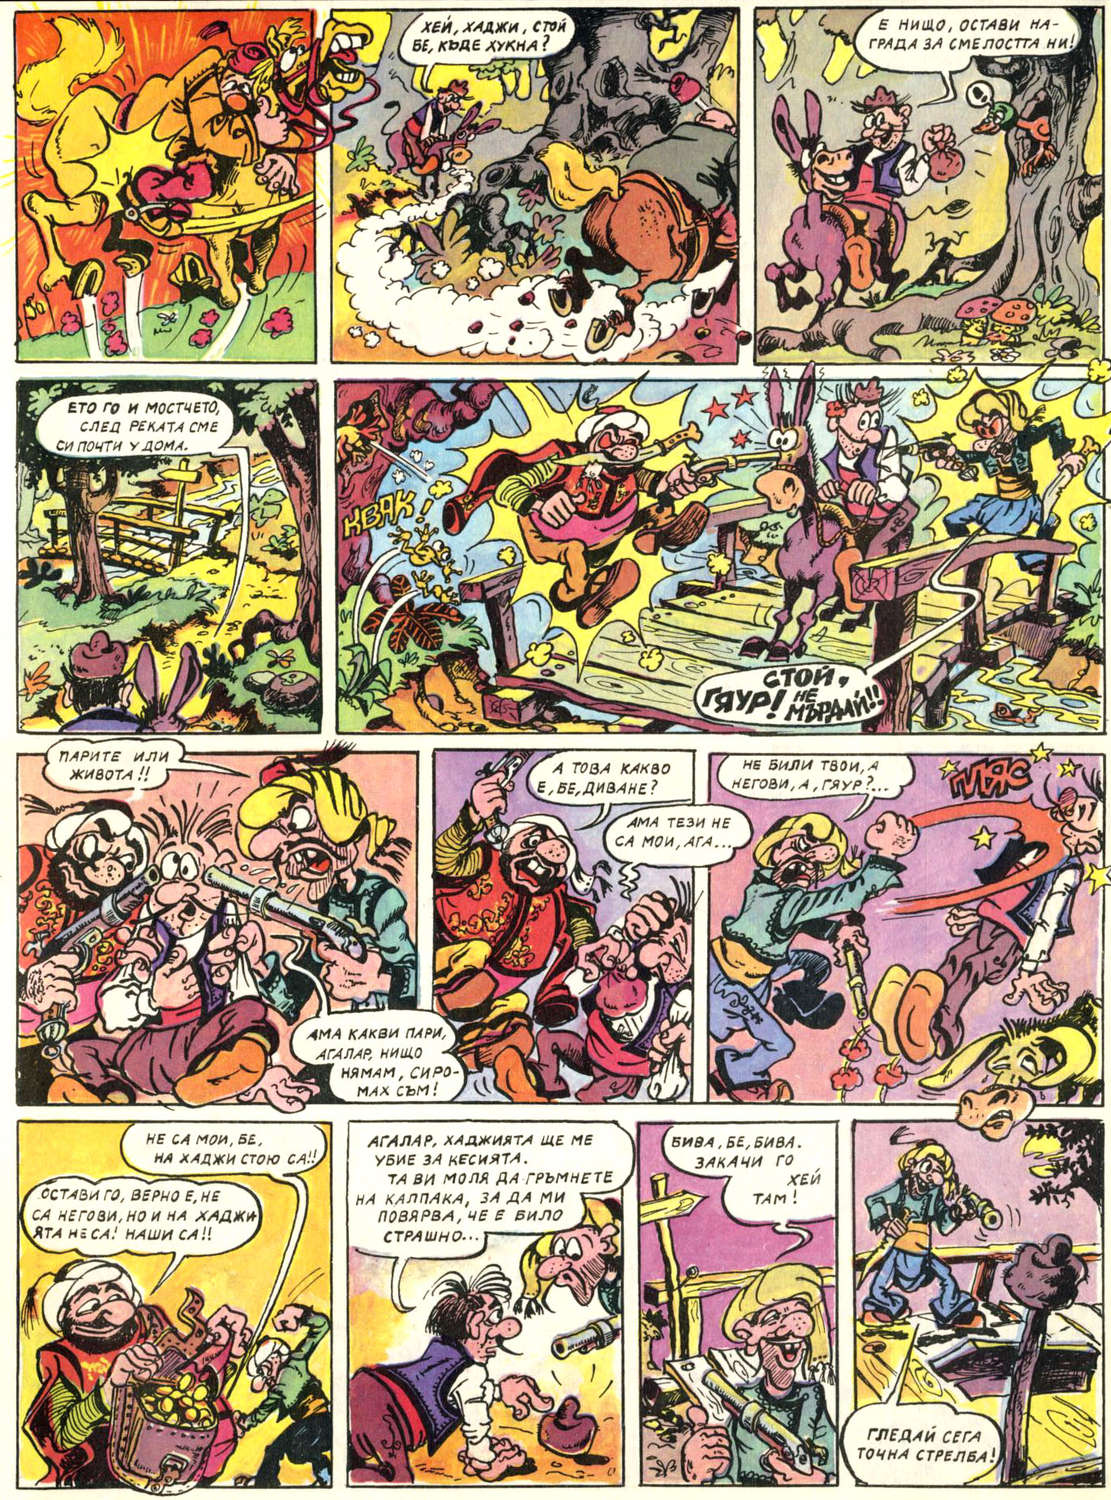 ХЕЙ, ХАДЖИ, СТОЙ
БЕ, КЪДЕ ХУКНА?
Е НИЩО, ОСТАВИ НА-
ГРАДА ЗА СМЕЛОСТТА НИ!
ЕТО ГО И МОСТЧЕТО,
СЛЕД РЕКАТА СМЕ
СИ ПОЧТИ У ДОМА.
КВАК!
СТОЙ,
ГЯУР! НЕ
МЪРДАЙ!!
ПАРИТЕ ИЛИ
ЖИВОТА!!
АМА КАКВИ ПАРИ,
АГАЛАР, НИЩО
НЯМАМ, СИРО-
МАХ СЪМ!
А ТОВА КАКВО
Е, БЕ, ДИВАНЕ?
АМА ТЕЗИ НЕ
СА МОИ, АГА...
НЕ БИЛИ ТВОИ, А
НЕГОВИ, А, ГЯУР?...
ПЛЯС
НЕ СА МОИ, БЕ,
НА ХАДЖИ СТОЮ СА!!
ОСТАВИ ГО, ВЕРНО Е, НЕ
СА НЕГОВИ, НО И НА ХАДЖИ
ЯТА НЕ СА! НАШИ СА!!
АГАЛАР, ХАДЖИЯТА ЩЕ МЕ
УБИЕ ЗА КЕСИЯТА.
ТА ВИ МОЛЯ ДА ГРЪМНЕТЕ
НА КАЛПАКА, ЗА ДА МИ
ПОВЯРВА, ЧЕ Е БИЛО
СТРАШНО...
БИВА, БЕ, БИВА.
ЗАКАЧИ ГО
ХЕЙ
ТАМ!
ГЛЕДАЙ СЕГА
ТОЧНА СТРЕЛБА!